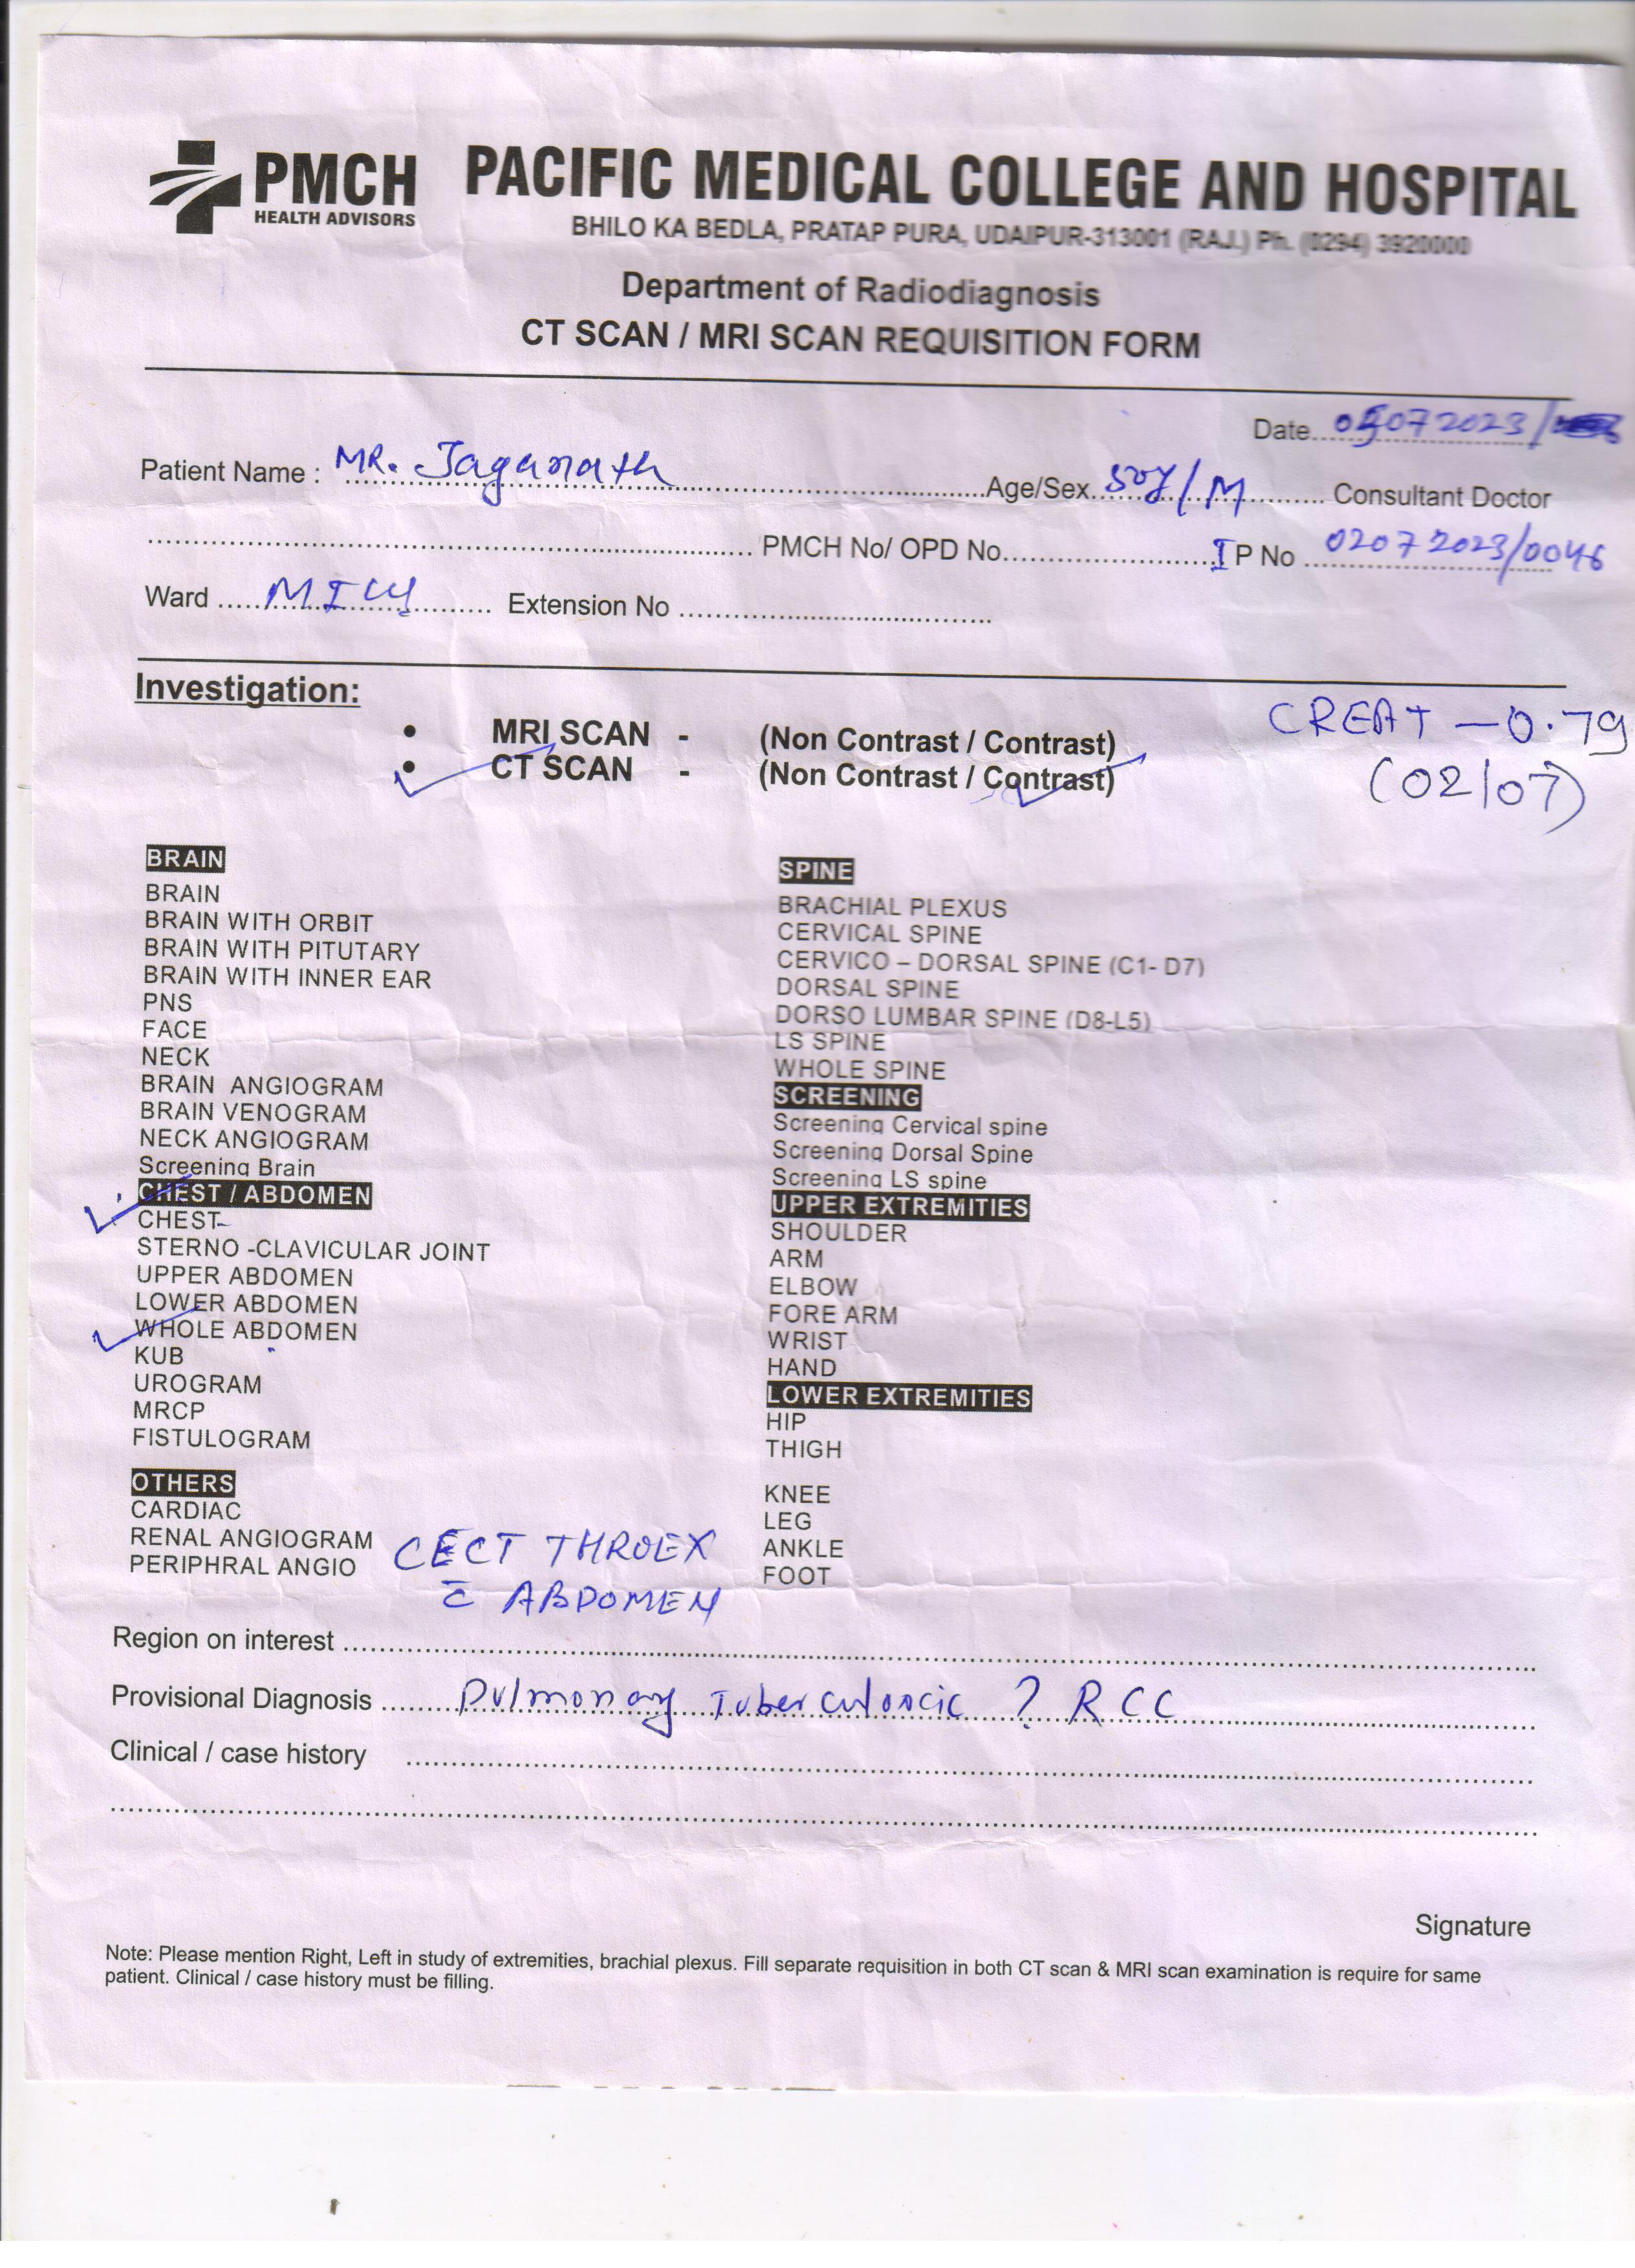 PMCH
HEALTH ADVISORS
PACIFIC MEDICAL COLLEGE AND HOSPITAL
BHILO KA BEDLA, PRATAP PURA, UDAIPUR-313001 (RAJ.) Ph. (0294) 3920000
Department of Radiodiagnosis
CT SCAN / MRI SCAN REQUISITION FORM
Date 05072023/
Patient Name : MR. Jaganath Age/Sex 50y/M Consultant Doctor
PMCH No/ OPD No IP No 02072023/0046
Ward MICU Extension No
Investigation:
• MRI SCAN - (Non Contrast / Contrast)
• CT SCAN - (Non Contrast / Contrast)
CREAT - 0.79
(02/07)
BRAIN
BRAIN
BRAIN WITH ORBIT
BRAIN WITH PITUTARY
BRAIN WITH INNER EAR
PNS
FACE
NECK
BRAIN ANGIOGRAM
BRAIN VENOGRAM
NECK ANGIOGRAM
Screening Brain
CHEST / ABDOMEN
CHEST
STERNO -CLAVICULAR JOINT
UPPER ABDOMEN
LOWER ABDOMEN
WHOLE ABDOMEN
KUB
UROGRAM
MRCP
FISTULOGRAM
OTHERS
CARDIAC
RENAL ANGIOGRAM
PERIPHRAL ANGIO
SPINE
BRACHIAL PLEXUS
CERVICAL SPINE
CERVICO – DORSAL SPINE (C1- D7)
DORSAL SPINE
DORSO LUMBAR SPINE (D8-L5)
LS SPINE
WHOLE SPINE
SCREENING
Screening Cervical spine
Screening Dorsal Spine
Screening LS spine
UPPER EXTREMITIES
SHOULDER
ARM
ELBOW
FORE ARM
WRIST
HAND
LOWER EXTREMITIES
HIP
THIGH
KNEE
LEG
ANKLE
FOOT
CECT THROEX
c̄ ABDOMEN
Region on interest
Provisional Diagnosis Pulmonary Tuberculoscic ? RCC
Clinical / case history
Signature
Note: Please mention Right, Left in study of extremities, brachial plexus. Fill separate requisition in both CT scan & MRI scan examination is require for same
patient. Clinical / case history must be filling.